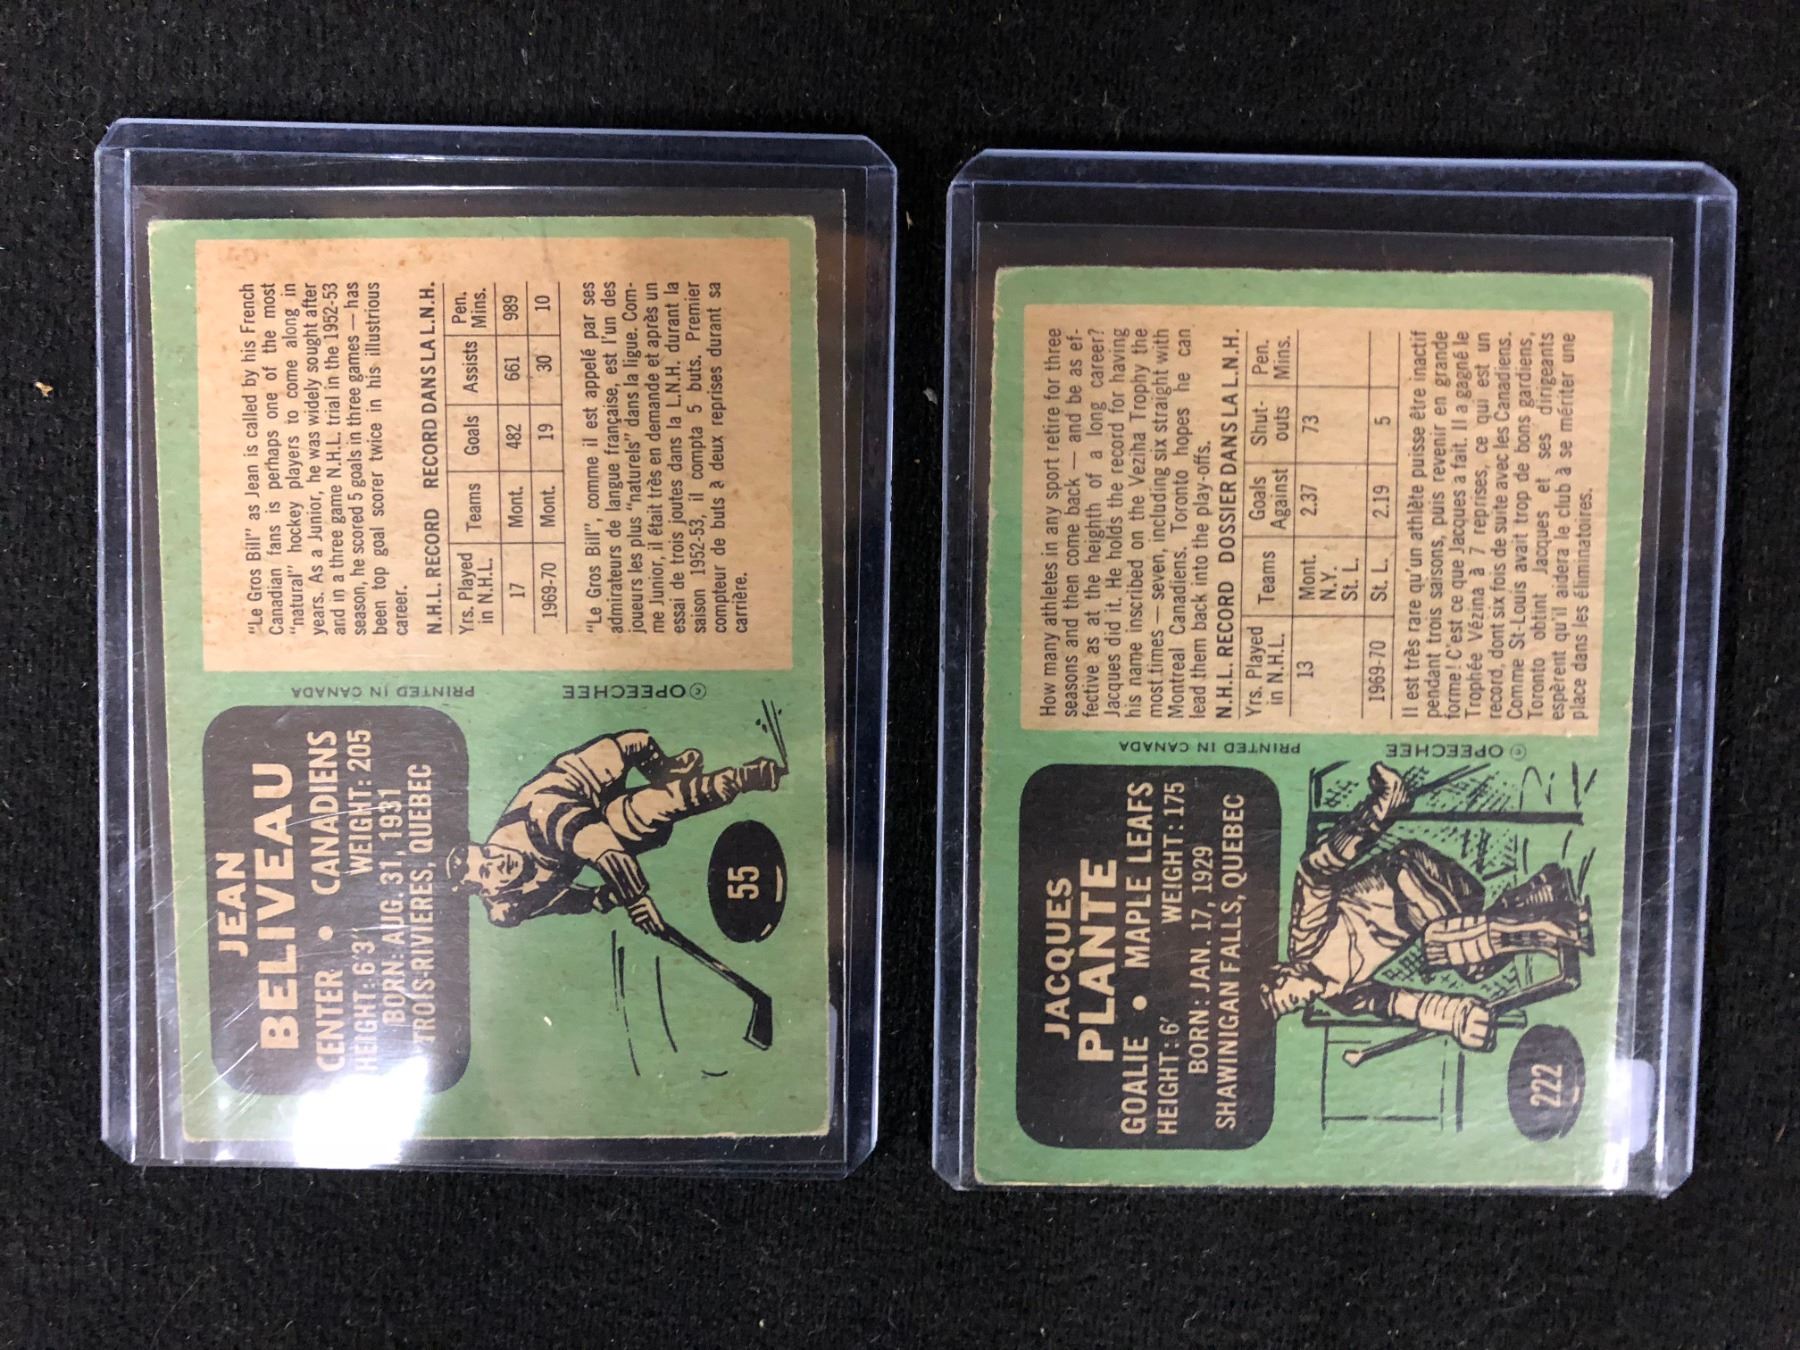 JEAN
BELIVEAU
CENTER • CANADIENS
HEIGHT: 6'3" WEIGHT: 205
BORN: AUG. 31, 1931
TROIS-RIVIERES, QUEBEC
55
PRINTED IN CANADA
© OPEECHEE
"Le Gros Bill" as Jean is called by his French
Canadian fans is perhaps one of the most
"natural" hockey players to come along in
years. As a Junior, he was widely sought after
and in a three game N.H.L. trial in the 1952-53
season, he scored 5 goals in three games — has
been top goal scorer twice in his illustrious
career.
N.H.L. RECORD RECORD DANS LA L.N.H.
Yrs. Played in N.H.L. Teams Goals Assists Pen. Mins.
17 Mont. 482 661 989
1969-70 Mont. 19 30 10
"Le Gros Bill", comme il est appelé par ses
admirateurs de langue française, est l'un des
joueurs les plus "naturels" dans la ligue. Com-
me Junior, il était très en demande et après un
essai de trois joutes dans la L.N.H. durant la
saison 1952-53, il compta 5 buts. Premier
compteur de buts à deux reprises durant sa
carrière.
JACQUES
PLANTE
GOALIE • MAPLE LEAFS
HEIGHT: 6' WEIGHT: 175
BORN: JAN. 17, 1929
SHAWINIGAN FALLS, QUEBEC
222
PRINTED IN CANADA
© OPEECHEE
How many athletes in any sport retire for three
seasons and then come back — and be as ef-
fective as at the heighth of a long career?
Jacques did it. He holds the record for having
his name inscribed on the Veziha Trophy the
most times — seven, including six straight with
Montreal Canadiens. Toronto hopes he can
lead them back into the play-offs.
N.H.L. RECORD DOSSIER DANS LA L.N.H.
Yrs. Played in N.H.L. Teams Goals Against Shut-outs Pen. Mins.
13 Mont. 2.37 73
N.Y.
St. L.
1969-70 St. L. 2.19 5
Il est très rare qu'un athlète puisse être inactif
pendant trois saisons, puis revenir en grande
forme! C'est ce que Jacques a fait. Il a gagné le
Trophée Vézina à 7 reprises, ce qui est un
record, dont six fois de suite avec les Canadiens.
Comme St-Louis avait trop de bons gardiens,
Toronto obtint Jacques et ses dirigeants
espèrent qu'il aidera le club à se mériter une
place dans les éliminatoires.